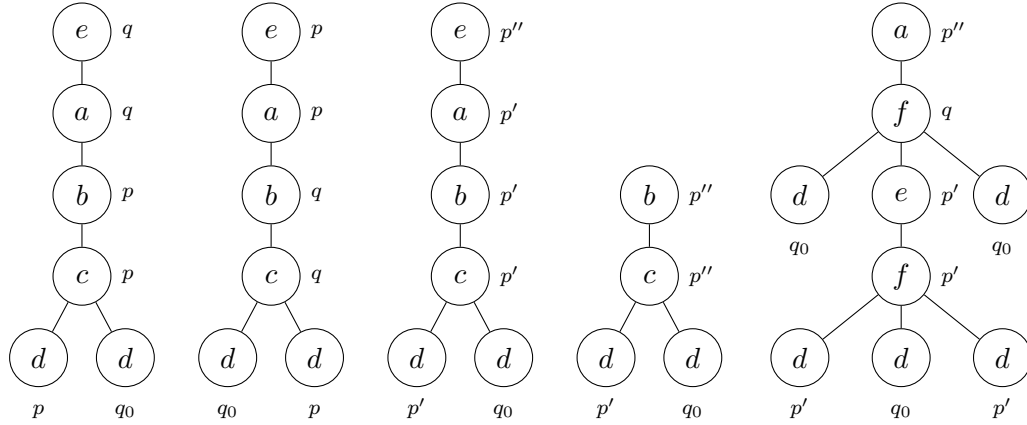 e q e p e p′′ a p′′
a q a p a p′ f q
b p b q b p′ b p′′ d e p′ d
q₀ q₀
c p c q c p′ c p′′ f p′
d d d d d d d d d d d
p q₀ q₀ p p′ q₀ p′ q₀ p′ q₀ p′